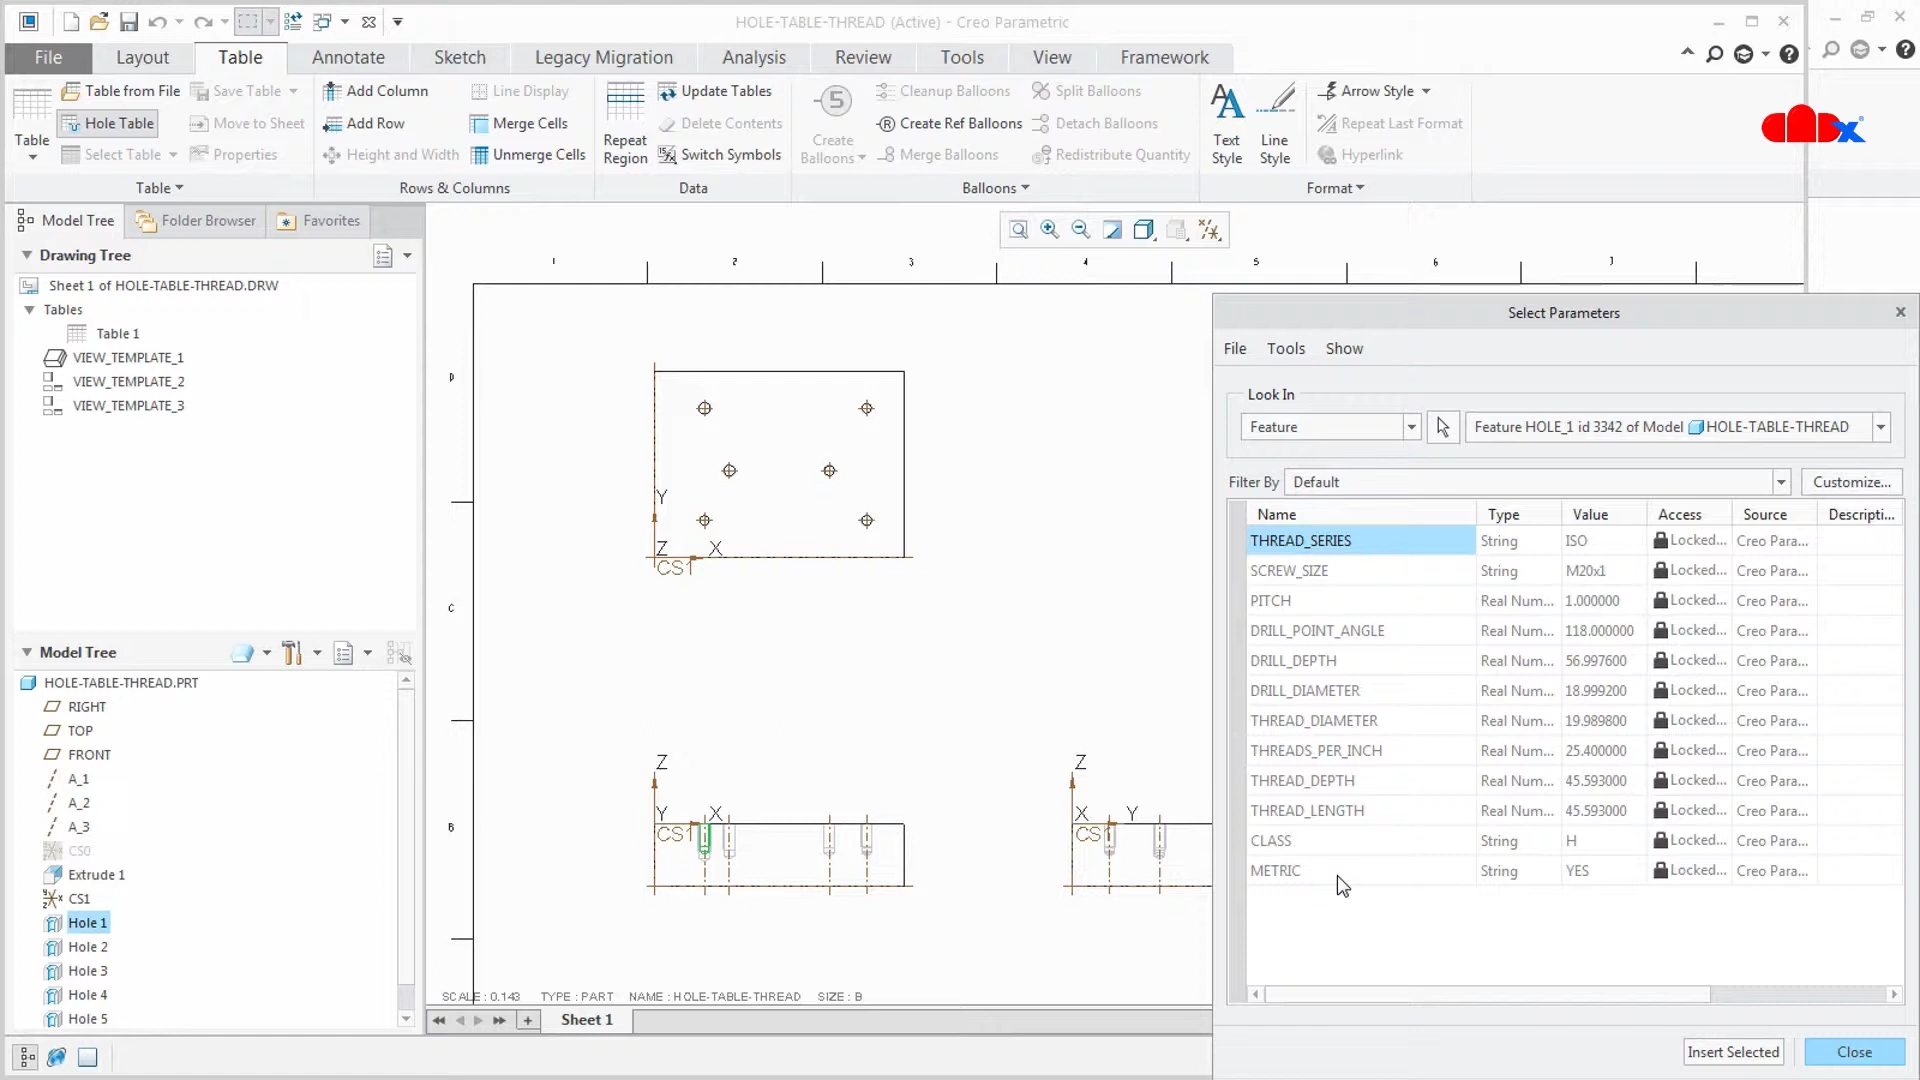 HOLE-TABLE-THREAD (Active) - Creo Parametric
File Layout Table Annotate Sketch Legacy Migration Analysis Review Tools View Framework
Table
Table from File
Hole Table
Select Table
Save Table
Move to Sheet
Properties
Table
Add Column
Add Row
Height and Width
Line Display
Merge Cells
Unmerge Cells
Rows & Columns
Repeat
Region
Update Tables
Delete Contents
Switch Symbols
Data
5
Create
Balloons
Cleanup Balloons
Create Ref Balloons
Merge Balloons
Split Balloons
Detach Balloons
Redistribute Quantity
Balloons
Text
Style
Line
Style
Arrow Style
Repeat Last Format
Hyperlink
Format
Model Tree Folder Browser Favorites
Drawing Tree
Sheet 1 of HOLE-TABLE-THREAD.DRW
Tables
Table 1
VIEW_TEMPLATE_1
VIEW_TEMPLATE_2
VIEW_TEMPLATE_3
Model Tree
HOLE-TABLE-THREAD.PRT
RIGHT
TOP
FRONT
A_1
A_2
A_3
CS0
Extrude 1
CS1
Hole 1
Hole 2
Hole 3
Hole 4
Hole 5
1 2 3 4 5 6 7
D
C
B
Y
Z X
CS1
Z
Y X
CS1
Z
X Y
CS1
SCALE : 0.143 TYPE : PART NAME : HOLE-TABLE-THREAD SIZE : B
Sheet 1
Select Parameters
File Tools Show
Look In
Feature Feature HOLE_1 id 3342 of Model HOLE-TABLE-THREAD
Filter By Default Customize...
Name Type Value Access Source Descripti...
THREAD_SERIES String ISO Locked... Creo Para...
SCREW_SIZE String M20x1 Locked... Creo Para...
PITCH Real Num... 1.000000 Locked... Creo Para...
DRILL_POINT_ANGLE Real Num... 118.000000 Locked... Creo Para...
DRILL_DEPTH Real Num... 56.997600 Locked... Creo Para...
DRILL_DIAMETER Real Num... 18.999200 Locked... Creo Para...
THREAD_DIAMETER Real Num... 19.989800 Locked... Creo Para...
THREADS_PER_INCH Real Num... 25.400000 Locked... Creo Para...
THREAD_DEPTH Real Num... 45.593000 Locked... Creo Para...
THREAD_LENGTH Real Num... 45.593000 Locked... Creo Para...
CLASS String H Locked... Creo Para...
METRIC String YES Locked... Creo Para...
Insert Selected Close